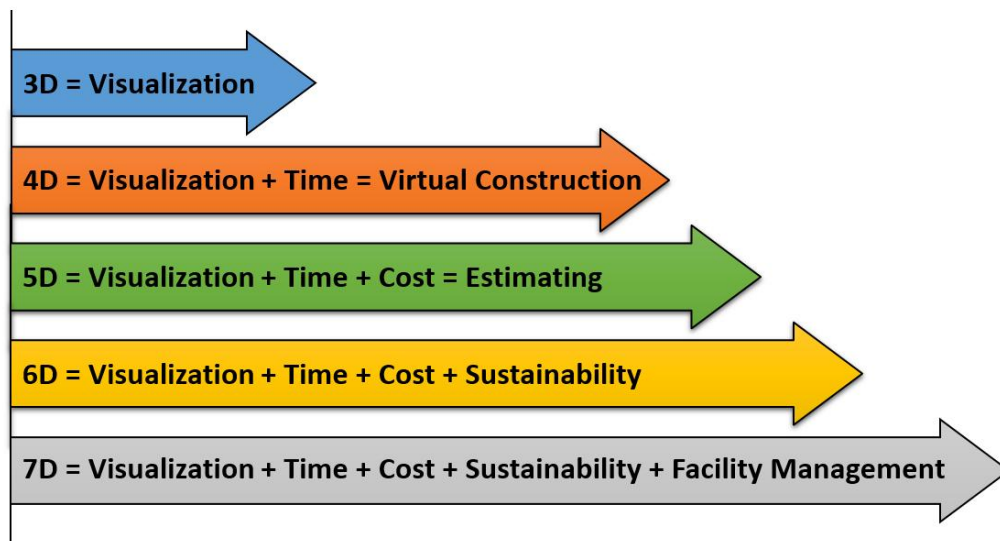 3D = Visualization
4D = Visualization + Time = Virtual Construction
5D = Visualization + Time + Cost = Estimating
6D = Visualization + Time + Cost + Sustainability
7D = Visualization + Time + Cost + Sustainability + Facility Management